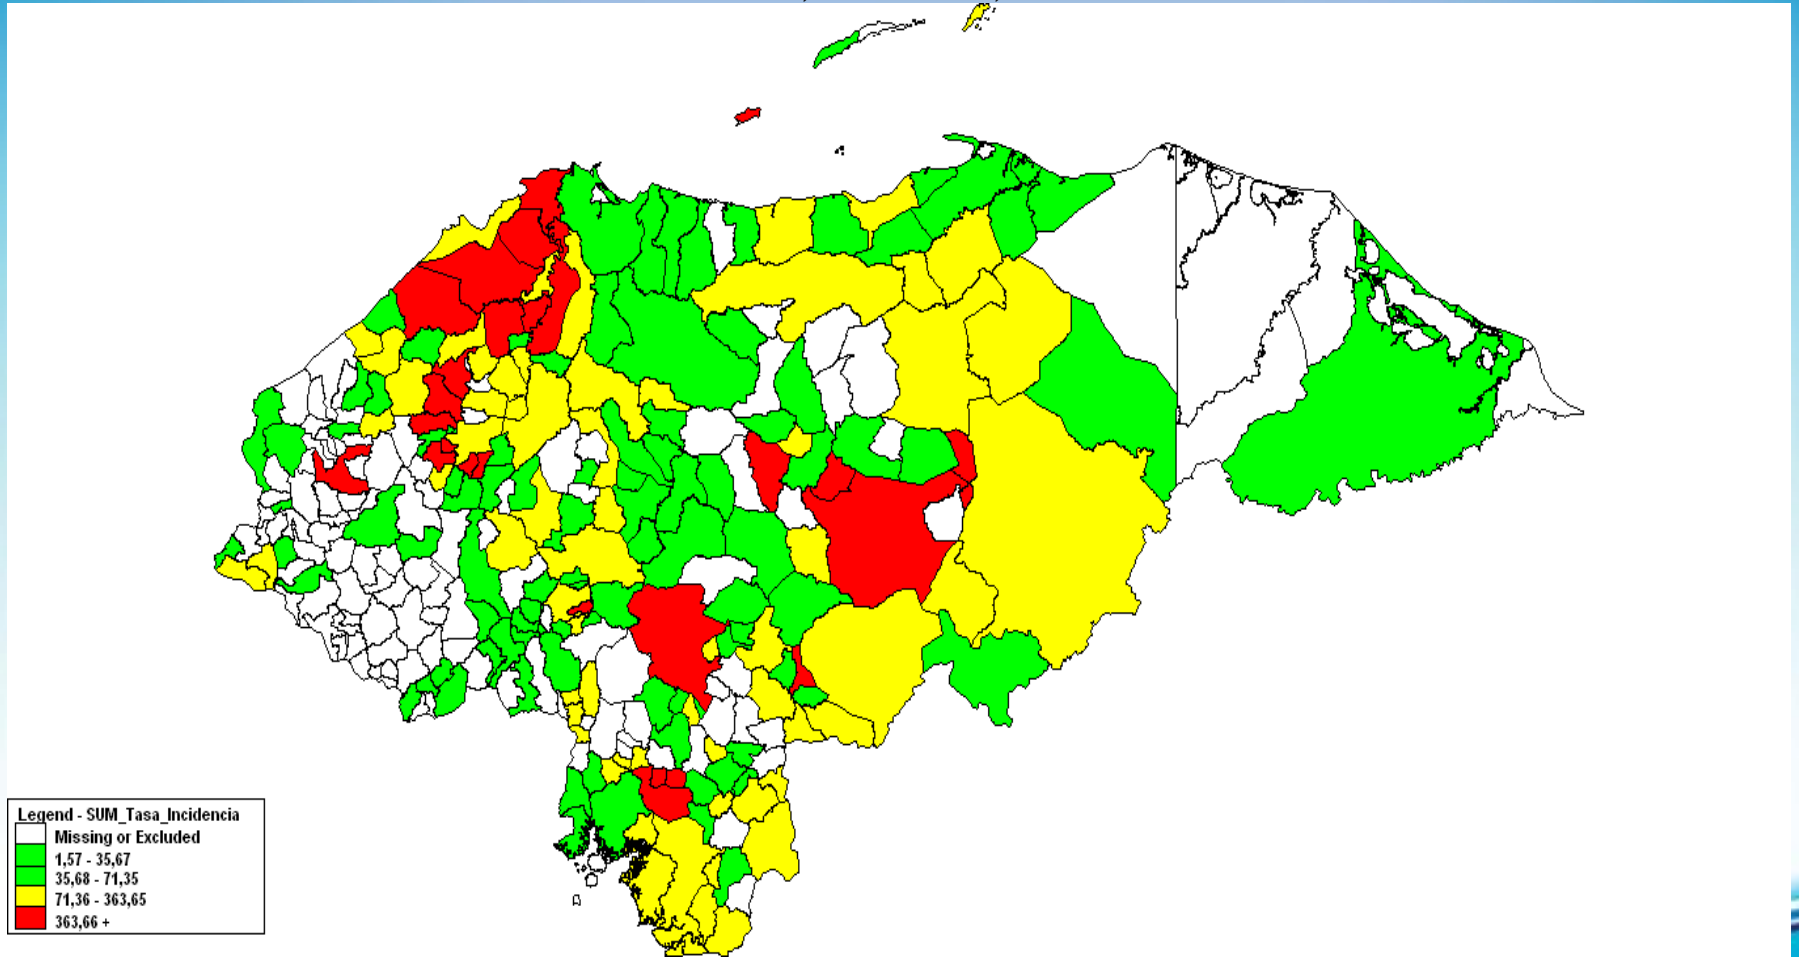 Legend - SUM_Tasa_Incidencia
Missing or Excluded
1,57 - 35,67
35,68 - 71,35
71,36 - 363,65
363,66 +